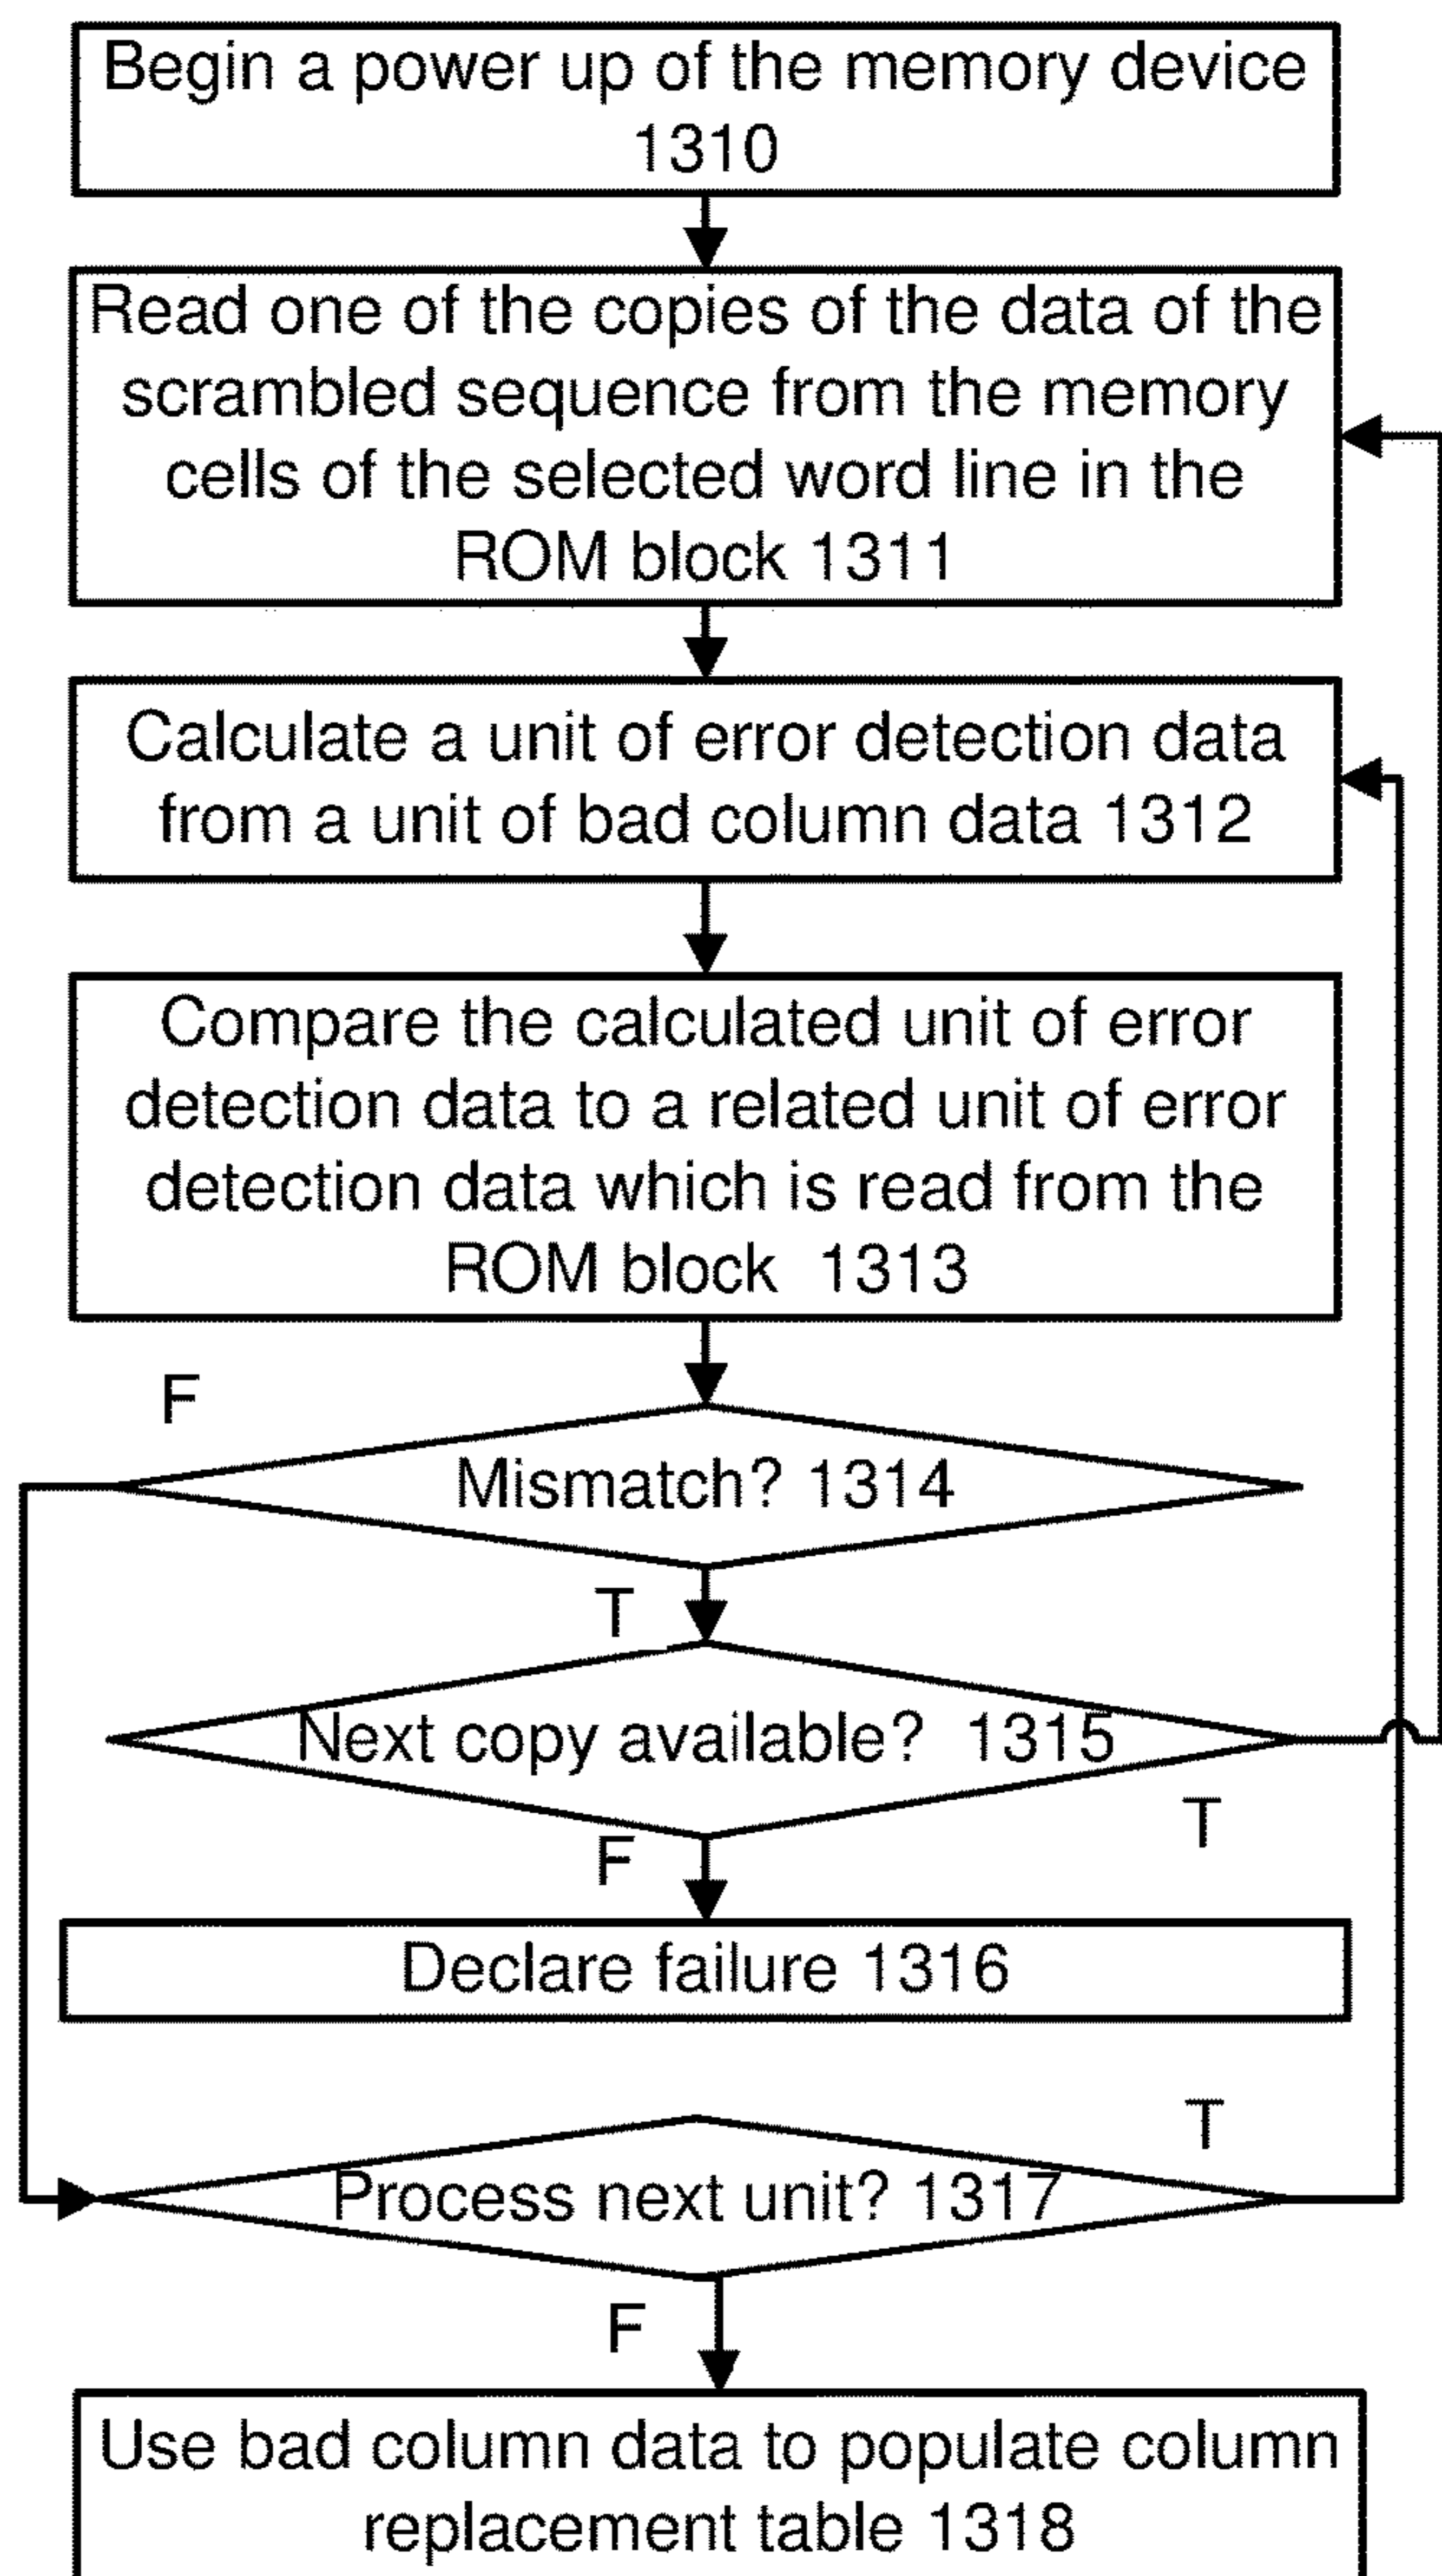 Begin a power up of the memory device
1310
Read one of the copies of the data of the
scrambled sequence from the memory
cells of the selected word line in the
ROM block 1311
Calculate a unit of error detection data
from a unit of bad column data 1312
Compare the calculated unit of error
detection data to a related unit of error
detection data which is read from the
ROM block 1313
F
Mismatch? 1314
T
Next copy available? 1315
T
F
Declare failure 1316
T
Process next unit? 1317
F
Use bad column data to populate column
replacement table 1318